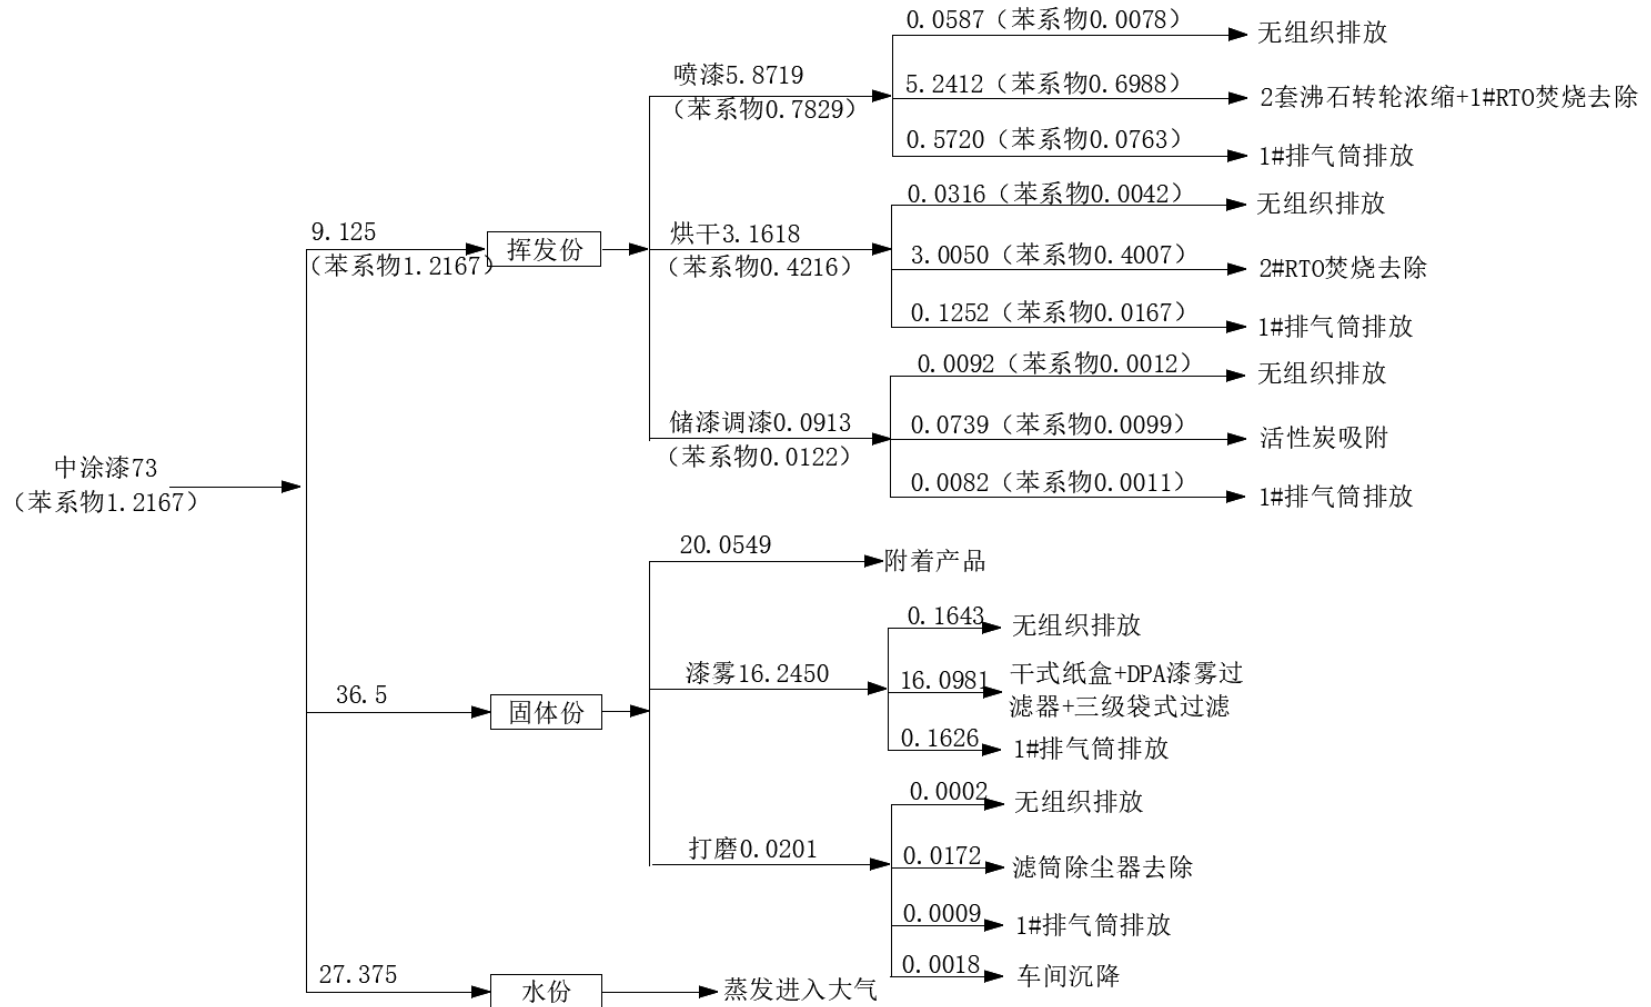 中涂漆73
（苯系物1.2167）
9.125
（苯系物1.2167）
挥发份
喷漆5.8719
（苯系物0.7829）
0.0587（苯系物0.0078）
无组织排放
5.2412（苯系物0.6988）
2套沸石转轮浓缩+1#RTO焚烧去除
0.5720（苯系物0.0763）
1#排气筒排放
烘干3.1618
（苯系物0.4216）
0.0316（苯系物0.0042）
无组织排放
3.0050（苯系物0.4007）
2#RTO焚烧去除
0.1252（苯系物0.0167）
1#排气筒排放
储漆调漆0.0913
（苯系物0.0122）
0.0092（苯系物0.0012）
无组织排放
0.0739（苯系物0.0099）
活性炭吸附
0.0082（苯系物0.0011）
1#排气筒排放
36.5
固体份
20.0549
附着产品
漆雾16.2450
0.1643
无组织排放
16.0981
干式纸盒+DPA漆雾过
滤器+三级袋式过滤
0.1626
1#排气筒排放
打磨0.0201
0.0002
无组织排放
0.0172
滤筒除尘器去除
0.0009
1#排气筒排放
0.0018
车间沉降
27.375
水份
蒸发进入大气